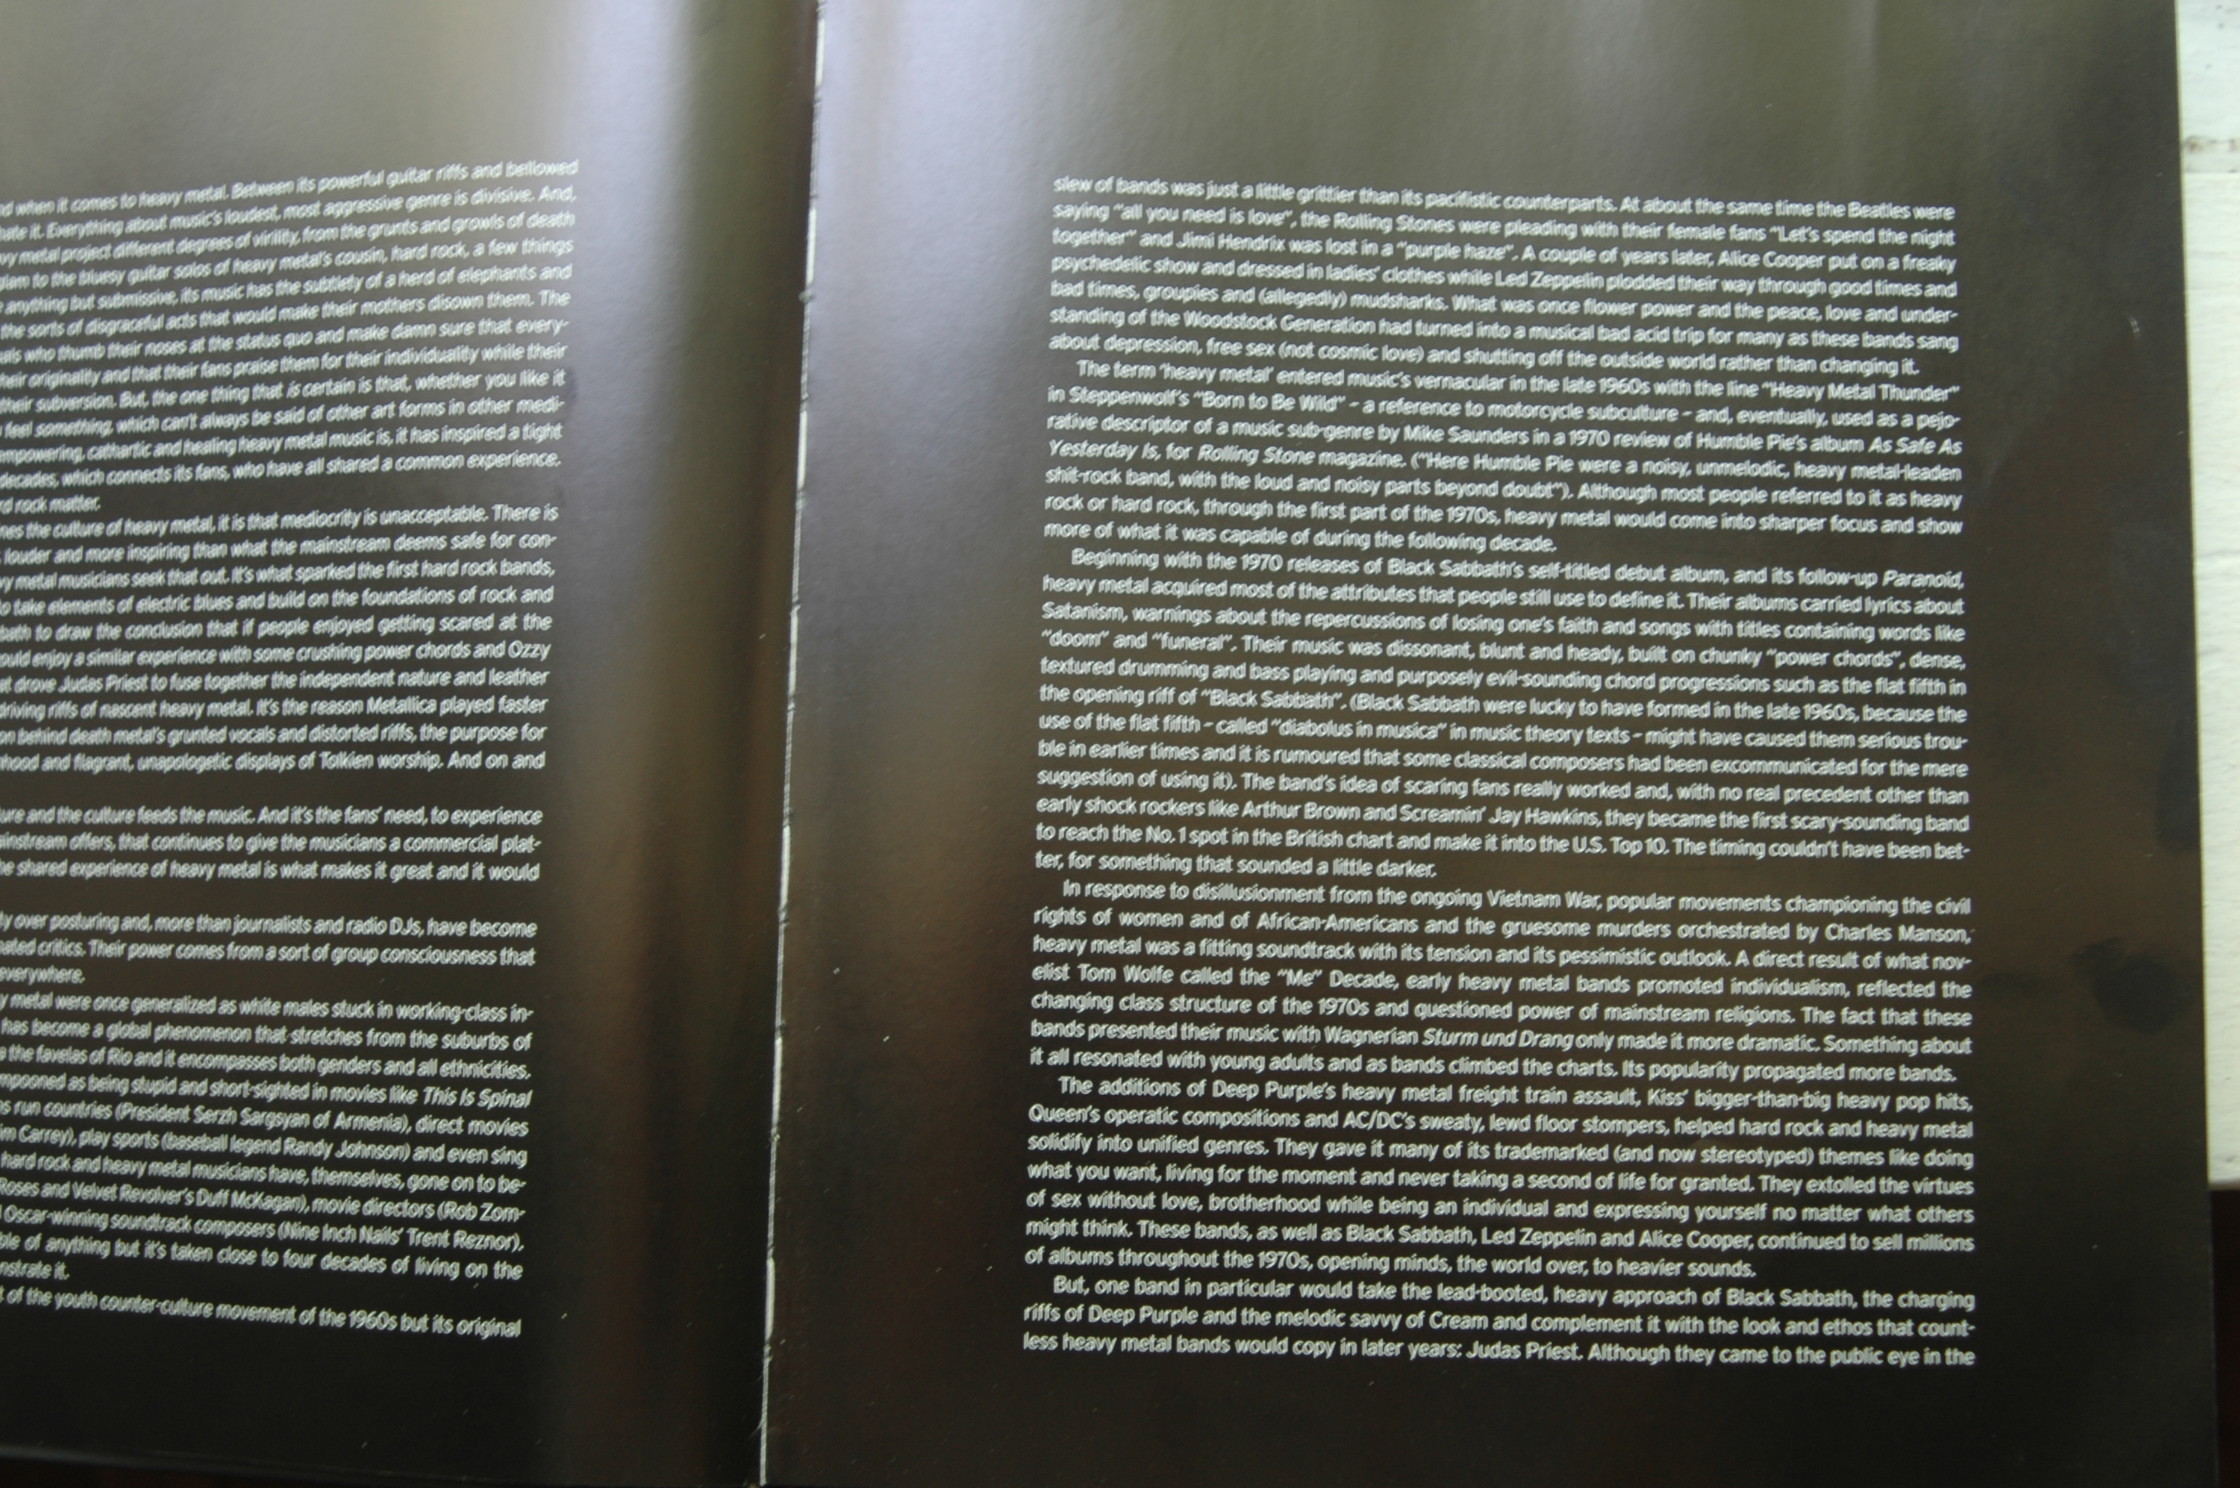 nd when it comes to heavy metal. Between its powerful guitar riffs and bellowed
hate it. Everything about music's loudest, most aggressive genre is divisive. And,
vy metal project different degrees of virility, from the grunts and growls of death
glam to the bluesy guitar solos of heavy metal's cousin, hard rock, a few things
anything but submissive, its music has the subtlety of a herd of elephants and
the sorts of disgraceful acts that would make their mothers disown them. The
als who thumb their noses at the status quo and make damn sure that every-
heir originality and that their fans praise them for their individuality while their
their subversion. But, the one thing that is certain is that, whether you like it
feel something, which can't always be said of other art forms in other medi-
mpowering, cathartic and healing heavy metal music is, it has inspired a tight
decades, which connects its fans, who have all shared a common experience.
rd rock matter.
nes the culture of heavy metal, it is that mediocrity is unacceptable. There is
louder and more inspiring than what the mainstream deems safe for con-
vy metal musicians seek that out. It's what sparked the first hard rock bands,
to take elements of electric blues and build on the foundations of rock and
bath to draw the conclusion that if people enjoyed getting scared at the
ould enjoy a similar experience with some crushing power chords and Ozzy
at drove Judas Priest to fuse together the independent nature and leather
driving riffs of nascent heavy metal. It's the reason Metallica played faster
on behind death metal's grunted vocals and distorted riffs, the purpose for
hood and flagrant, unapologetic displays of Tolkien worship. And on and
ure and the culture feeds the music. And it's the fans' need, to experience
ainstream offers, that continues to give the musicians a commercial plat-
he shared experience of heavy metal is what makes it great and it would
ly over posturing and, more than journalists and radio DJs, have become
nated critics. Their power comes from a sort of group consciousness that
everywhere.
y metal were once generalized as white males stuck in working-class in-
has become a global phenomenon that stretches from the suburbs of
the favelas of Rio and it encompasses both genders and all ethnicities.
mpooned as being stupid and short-sighted in movies like This Is Spinal
ns run countries (President Serzh Sargsyan of Armenia), direct movies
im Carrey), play sports (baseball legend Randy Johnson) and even sing
hard rock and heavy metal musicians have, themselves, gone on to be-
Roses and Velvet Revolver's Duff McKagan), movie directors (Rob Zom-
Oscar-winning soundtrack composers (Nine Inch Nails' Trent Reznor).
ble of anything but it's taken close to four decades of living on the
nstrate it.
t of the youth counter-culture movement of the 1960s but its original
slew of bands was just a little grittier than its pacifistic counterparts. At about the same time the Beatles were
saying "all you need is love", the Rolling Stones were pleading with their female fans "Let's spend the night
together" and Jimi Hendrix was lost in a "purple haze". A couple of years later, Alice Cooper put on a freaky
psychedelic show and dressed in ladies' clothes while Led Zeppelin plodded their way through good times and
bad times, groupies and (allegedly) mudsharks. What was once flower power and the peace, love and under-
standing of the Woodstock Generation had turned into a musical bad acid trip for many as these bands sang
about depression, free sex (not cosmic love) and shutting off the outside world rather than changing it.
The term 'heavy metal' entered music's vernacular in the late 1960s with the line "Heavy Metal Thunder"
in Steppenwolf's "Born to Be Wild" – a reference to motorcycle subculture – and, eventually, used as a pejo-
rative descriptor of a music sub-genre by Mike Saunders in a 1970 review of Humble Pie's album As Safe As
Yesterday Is, for Rolling Stone magazine. ("Here Humble Pie were a noisy, unmelodic, heavy metal-leaden
shit-rock band, with the loud and noisy parts beyond doubt"). Although most people referred to it as heavy
rock or hard rock, through the first part of the 1970s, heavy metal would come into sharper focus and show
more of what it was capable of during the following decade.
Beginning with the 1970 releases of Black Sabbath's self-titled debut album, and its follow-up Paranoid,
heavy metal acquired most of the attributes that people still use to define it. Their albums carried lyrics about
Satanism, warnings about the repercussions of losing one's faith and songs with titles containing words like
"doom" and "funeral". Their music was dissonant, blunt and heady, built on chunky "power chords", dense,
textured drumming and bass playing and purposely evil-sounding chord progressions such as the flat fifth in
the opening riff of "Black Sabbath". (Black Sabbath were lucky to have formed in the late 1960s, because the
use of the flat fifth – called "diabolus in musica" in music theory texts – might have caused them serious trou-
ble in earlier times and it is rumoured that some classical composers had been excommunicated for the mere
suggestion of using it). The band's idea of scaring fans really worked and, with no real precedent other than
early shock rockers like Arthur Brown and Screamin' Jay Hawkins, they became the first scary-sounding band
to reach the No. 1 spot in the British chart and make it into the U.S. Top 10. The timing couldn't have been bet-
ter, for something that sounded a little darker.
In response to disillusionment from the ongoing Vietnam War, popular movements championing the civil
rights of women and of African-Americans and the gruesome murders orchestrated by Charles Manson,
heavy metal was a fitting soundtrack with its tension and its pessimistic outlook. A direct result of what nov-
elist Tom Wolfe called the "Me" Decade, early heavy metal bands promoted individualism, reflected the
changing class structure of the 1970s and questioned power of mainstream religions. The fact that these
bands presented their music with Wagnerian Sturm und Drang only made it more dramatic. Something about
it all resonated with young adults and as bands climbed the charts. Its popularity propagated more bands.
The additions of Deep Purple's heavy metal freight train assault, Kiss' bigger-than-big heavy pop hits,
Queen's operatic compositions and AC/DC's sweaty, lewd floor stompers, helped hard rock and heavy metal
solidify into unified genres. They gave it many of its trademarked (and now stereotyped) themes like doing
what you want, living for the moment and never taking a second of life for granted. They extolled the virtues
of sex without love, brotherhood while being an individual and expressing yourself no matter what others
might think. These bands, as well as Black Sabbath, Led Zeppelin and Alice Cooper, continued to sell millions
of albums throughout the 1970s, opening minds, the world over, to heavier sounds.
But, one band in particular would take the lead-booted, heavy approach of Black Sabbath, the charging
riffs of Deep Purple and the melodic savvy of Cream and complement it with the look and ethos that count-
less heavy metal bands would copy in later years: Judas Priest. Although they came to the public eye in the